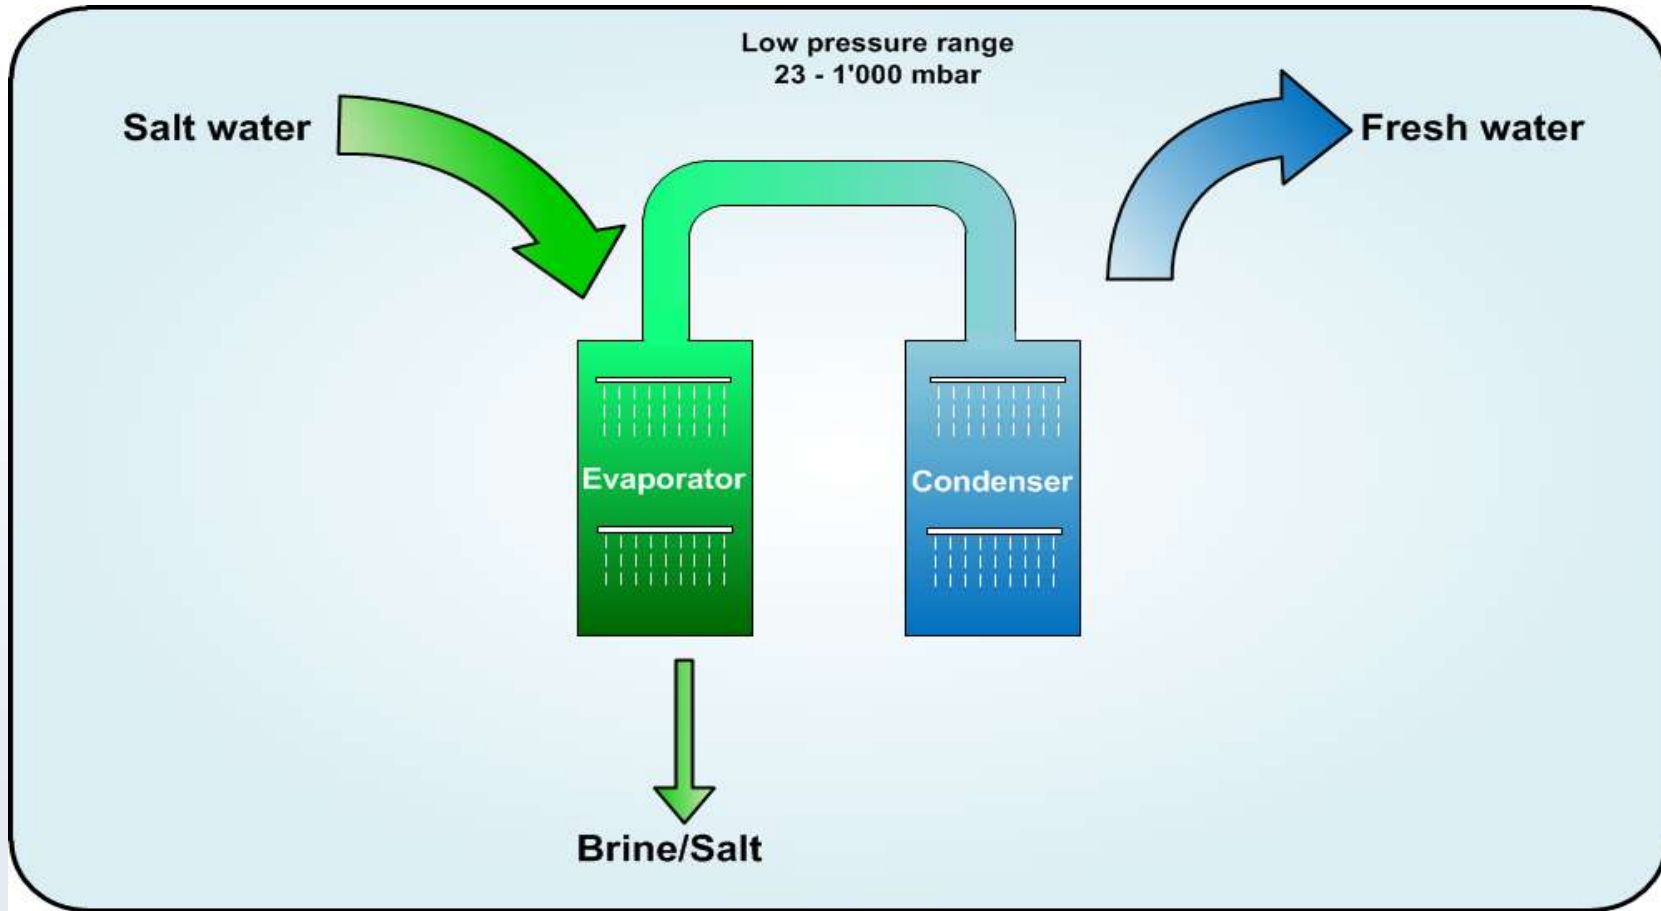 Low pressure range
23 - 1'000 mbar
Salt water
Fresh water
Evaporator
Condenser
Brine/Salt